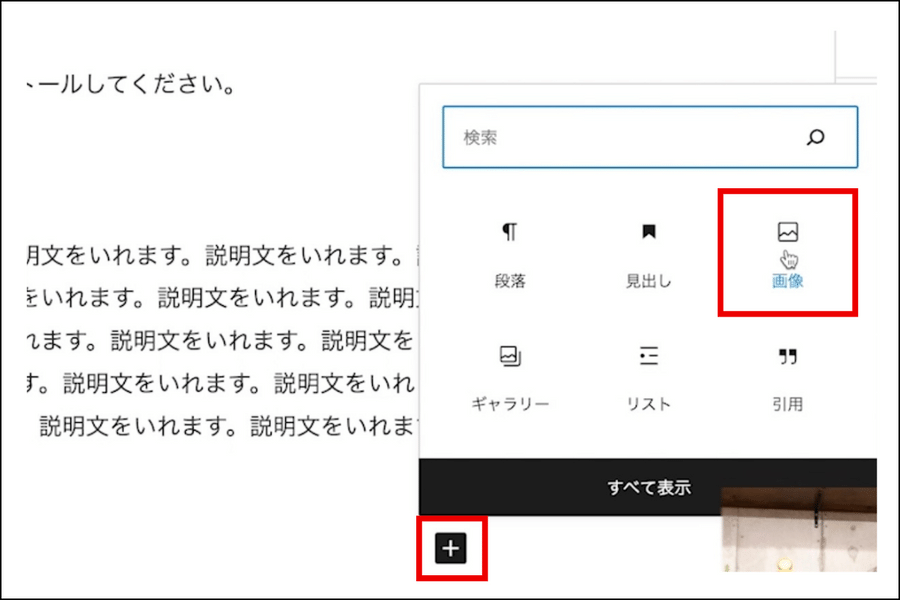 トールしてください。
検索
段落
見出し
画像
明文をいれます。説明文をいれます。
をいれます。説明文をいれます。説明
れます。説明文をいれます。説明文を
す。説明文をいれます。説明文をいれ
説明文をいれます。説明文をいれま
ギャラリー
リスト
引用
すべて表示